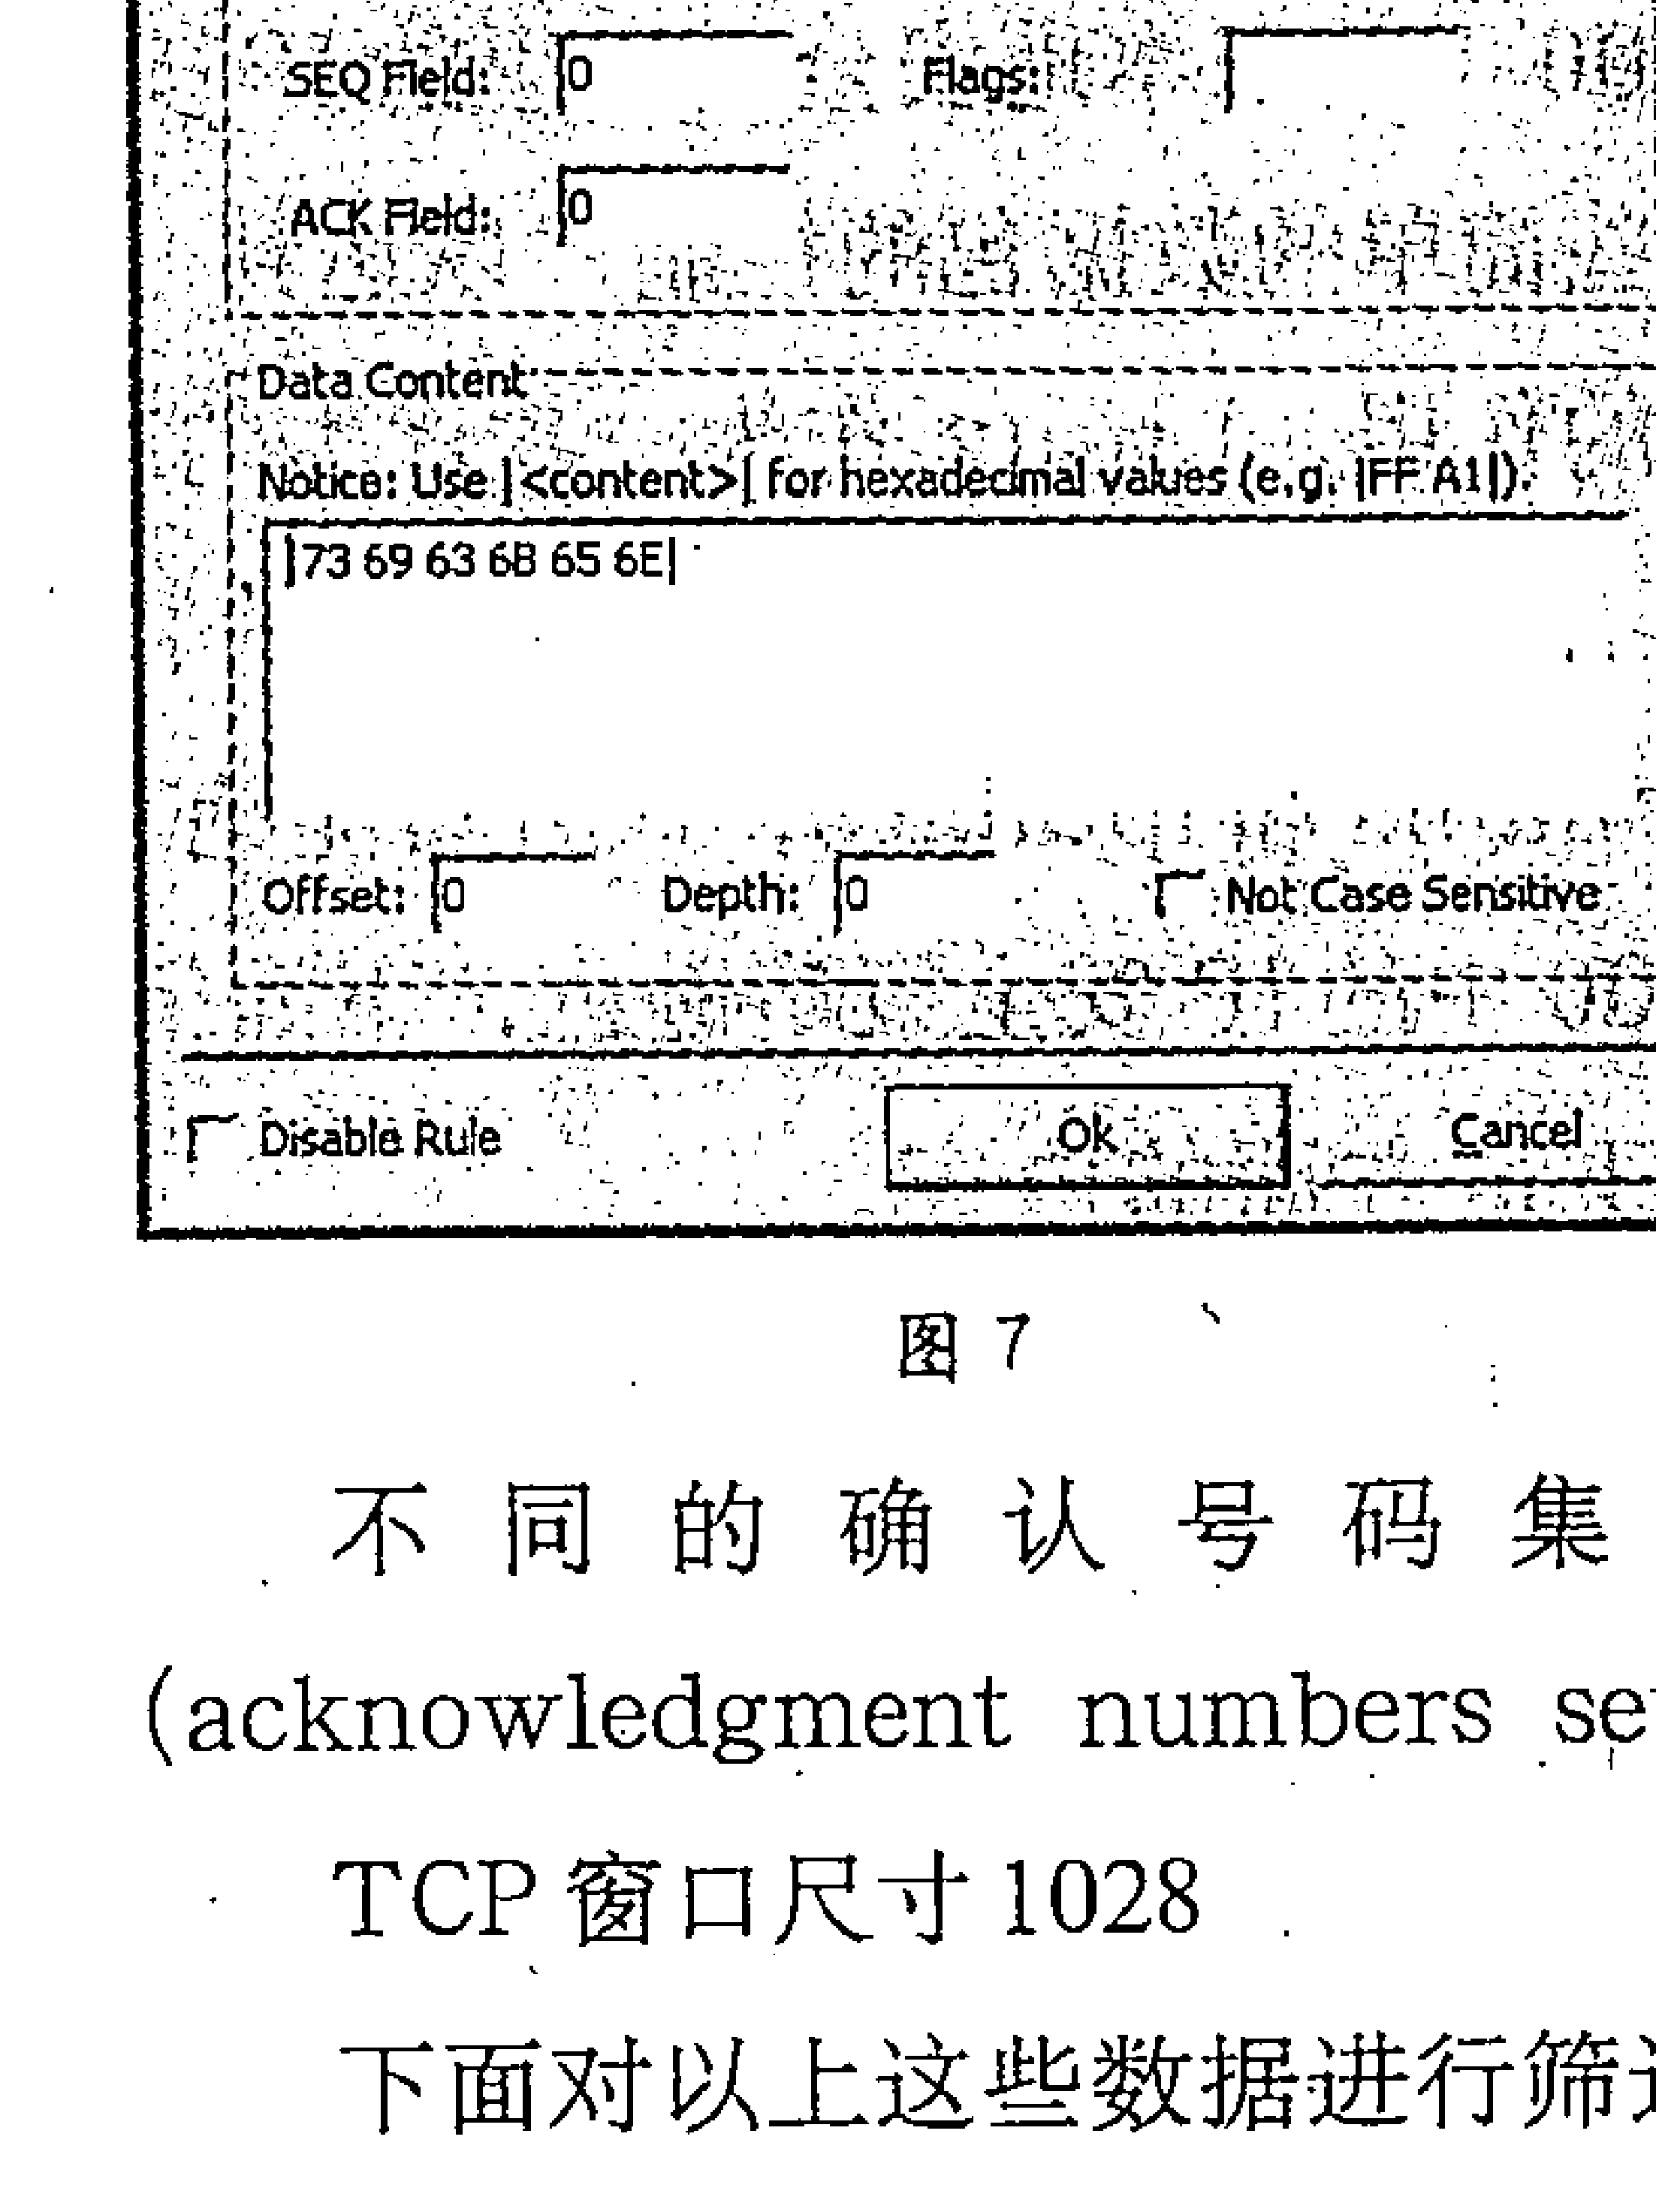 SEQ Field: 0 Flags:
ACK Field: 0
Data Content
Notice: Use |<content>| for hexadecimal values (e.g. |FF A1|).
|73 69 63 6B 65 6E|
Offset: 0 Depth: 0 Not Case Sensitive
Disable Rule Ok Cancel
图 7
不同的确认号码集
(acknowledgment numbers se
TCP 窗口尺寸 1028
下面对以上这些数据进行筛